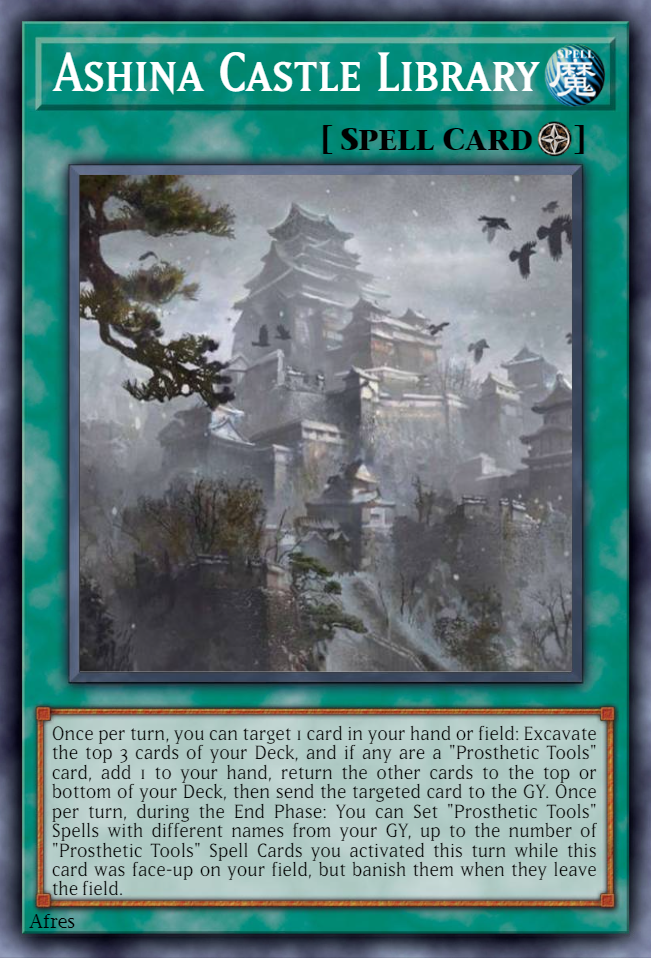 Ashina Castle Library
SPELL
魔
[ Spell Card ]
Once per turn, you can target 1 card in your hand or field: Excavate
the top 3 cards of your Deck, and if any are a "Prosthetic Tools"
card, add 1 to your hand, return the other cards to the top or
bottom of your Deck, then send the targeted card to the GY. Once
per turn, during the End Phase: You can Set "Prosthetic Tools"
Spells with different names from your GY, up to the number of
"Prosthetic Tools" Spell Cards you activated this turn while this
card was face-up on your field, but banish them when they leave
the field.
Afres